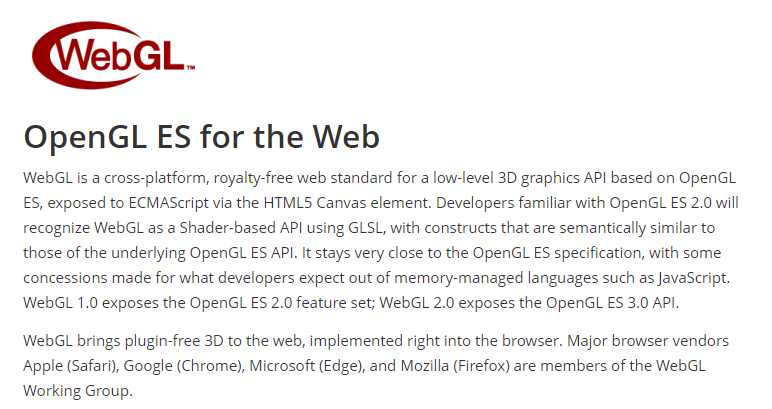 WebGL™
OpenGL ES for the Web
WebGL is a cross-platform, royalty-free web standard for a low-level 3D graphics API based on OpenGL
ES, exposed to ECMAScript via the HTML5 Canvas element. Developers familiar with OpenGL ES 2.0 will
recognize WebGL as a Shader-based API using GLSL, with constructs that are semantically similar to
those of the underlying OpenGL ES API. It stays very close to the OpenGL ES specification, with some
concessions made for what developers expect out of memory-managed languages such as JavaScript.
WebGL 1.0 exposes the OpenGL ES 2.0 feature set; WebGL 2.0 exposes the OpenGL ES 3.0 API.
WebGL brings plugin-free 3D to the web, implemented right into the browser. Major browser vendors
Apple (Safari), Google (Chrome), Microsoft (Edge), and Mozilla (Firefox) are members of the WebGL
Working Group.